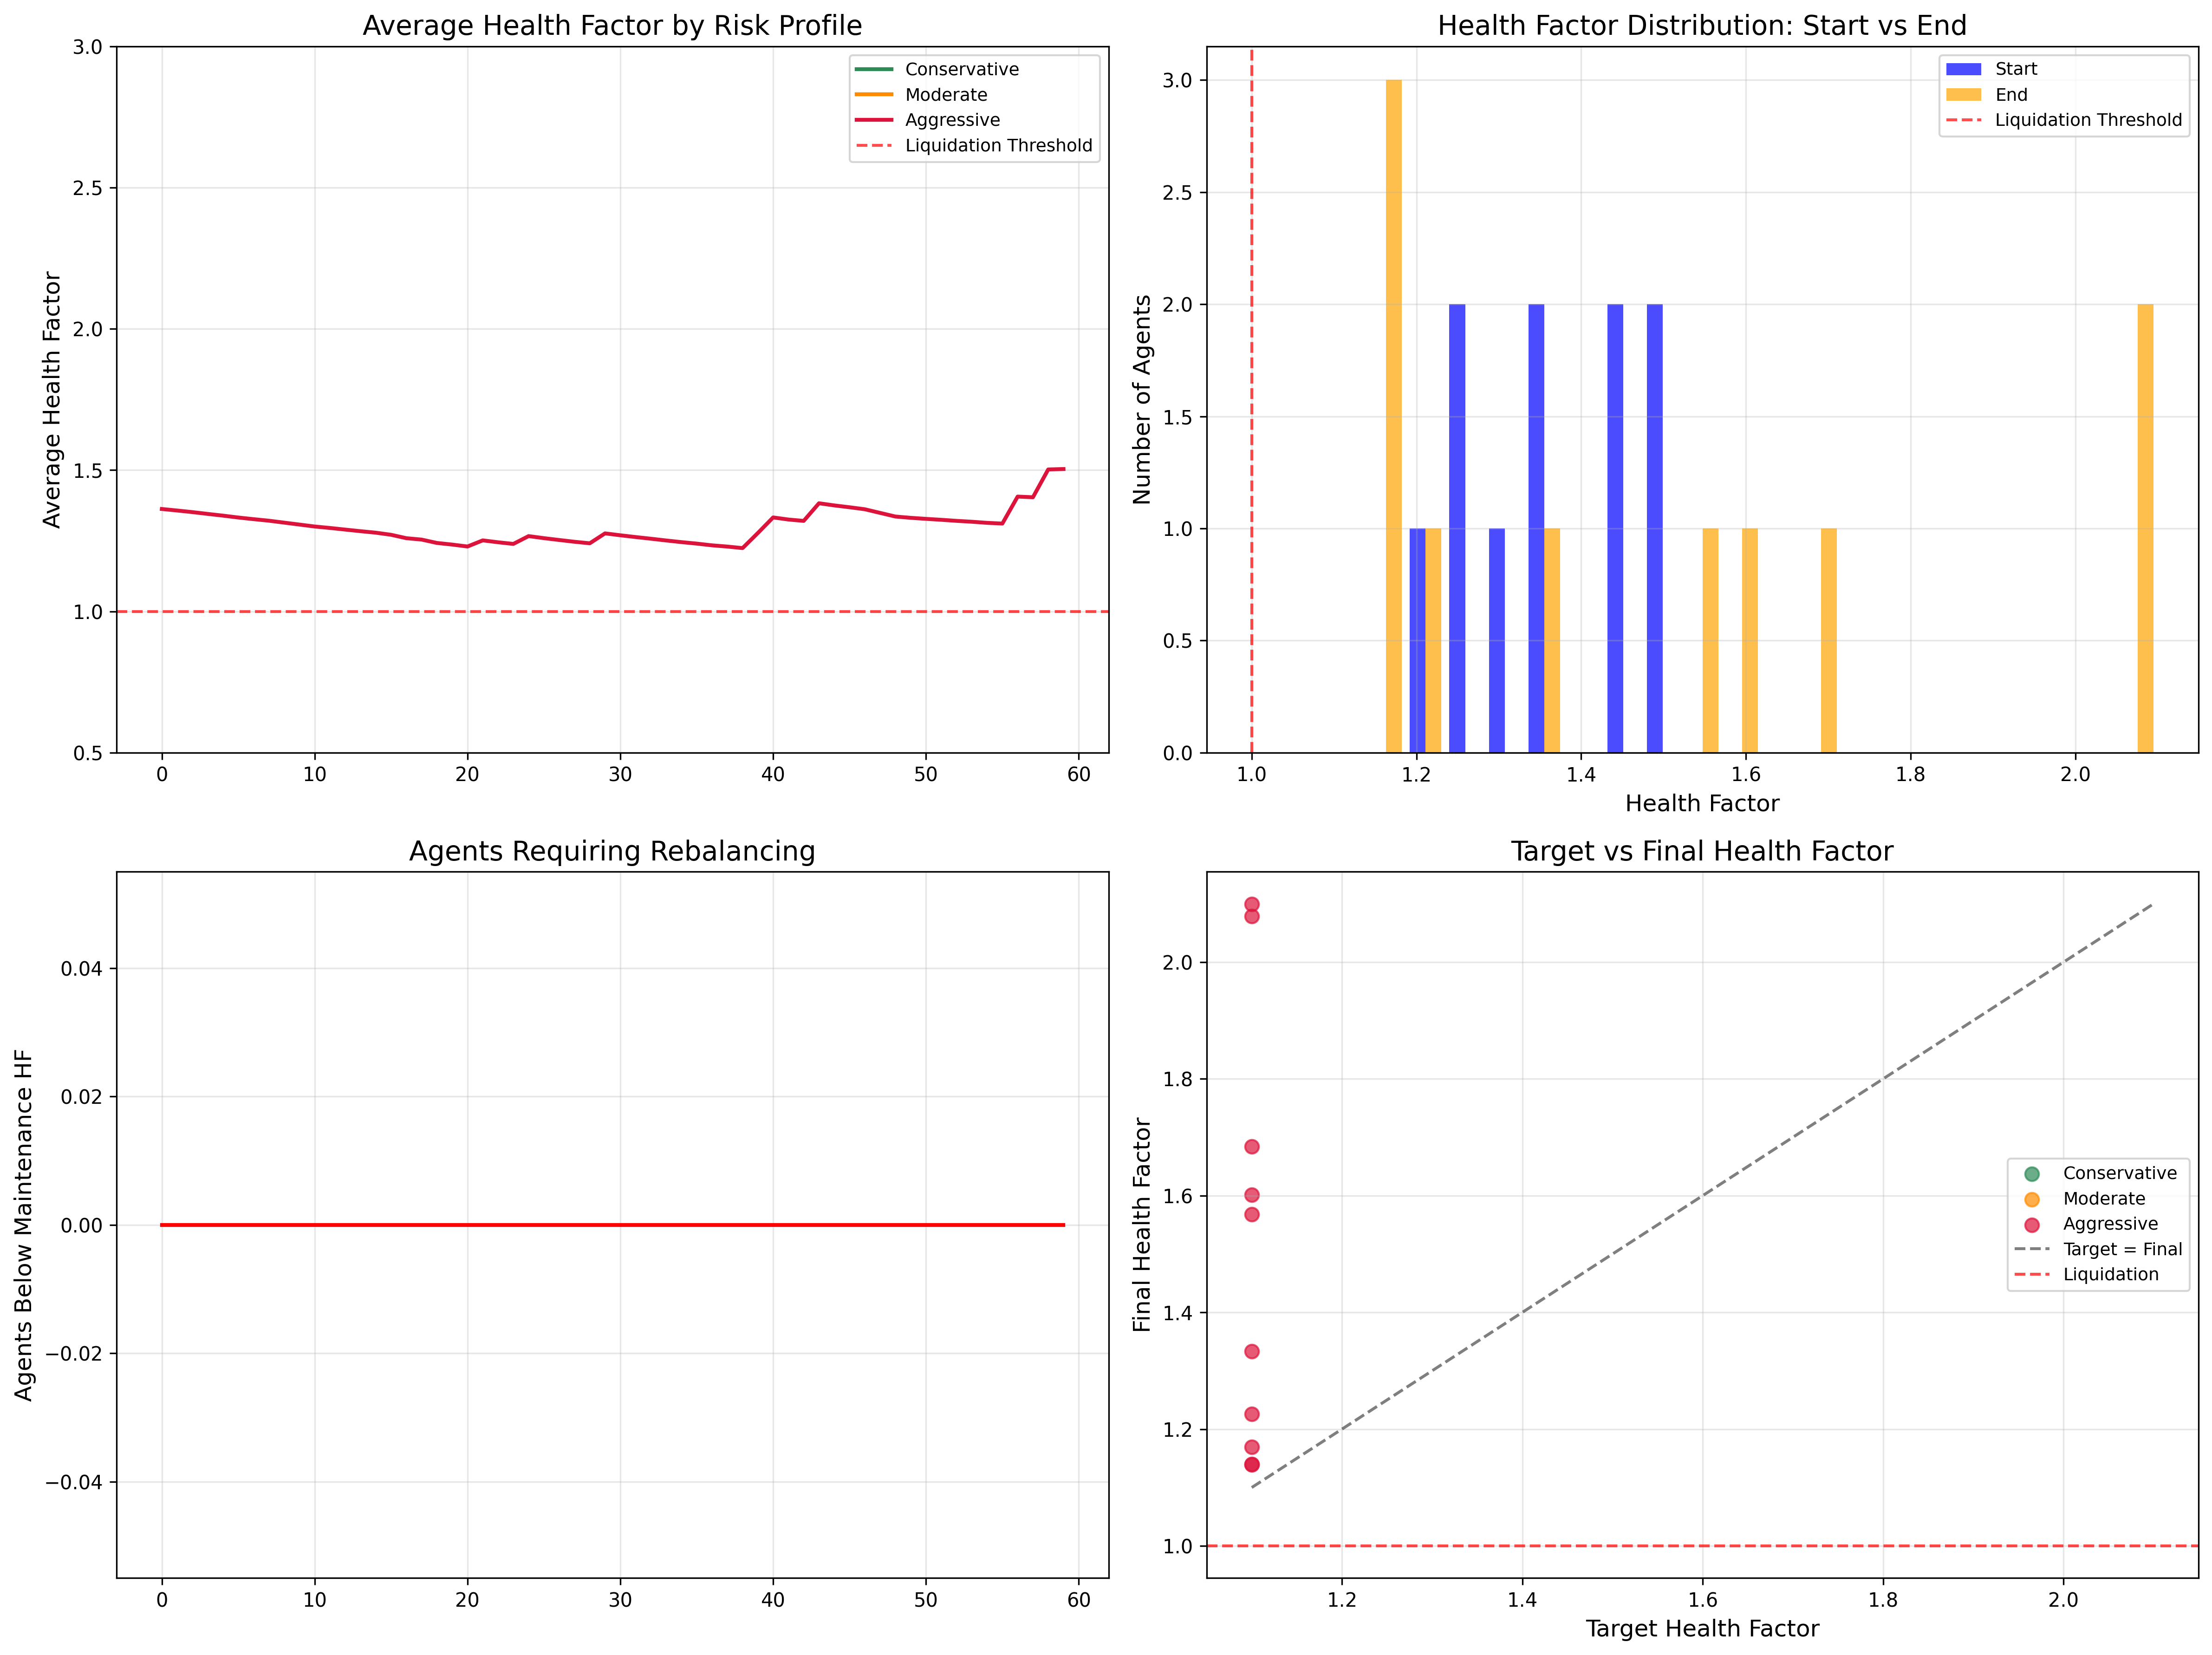 Average Health Factor by Risk Profile
Average Health Factor
3.0
2.5
2.0
1.5
1.0
0.5
0
10
20
30
40
50
60
Conservative
Moderate
Aggressive
Liquidation Threshold
Health Factor Distribution: Start vs End
Number of Agents
3.0
2.5
2.0
1.5
1.0
0.5
0.0
1.0
1.2
1.4
1.6
1.8
2.0
Health Factor
Start
End
Liquidation Threshold
Agents Requiring Rebalancing
Agents Below Maintenance HF
0.04
0.02
0.00
−0.02
−0.04
0
10
20
30
40
50
60
Target vs Final Health Factor
Final Health Factor
2.0
1.8
1.6
1.4
1.2
1.0
1.2
1.4
1.6
1.8
2.0
Target Health Factor
Conservative
Moderate
Aggressive
Target = Final
Liquidation